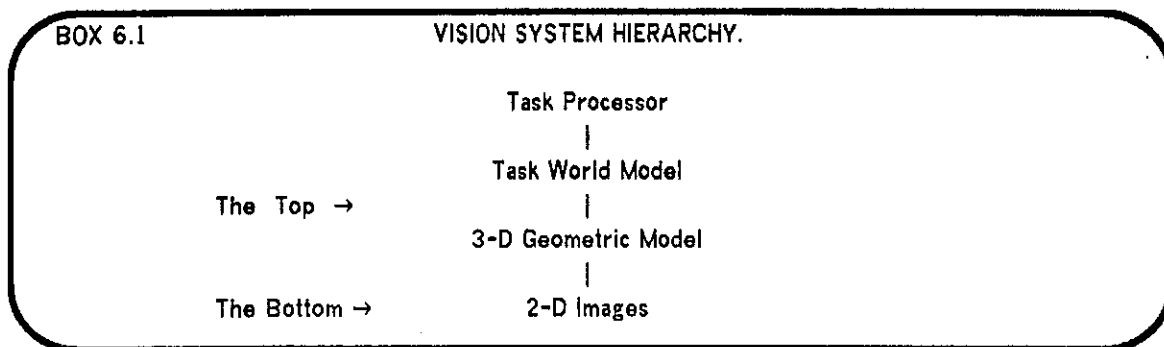 BOX 6.1 VISION SYSTEM HIERARCHY.
Task Processor
Task World Model
The Top →
3-D Geometric Model
The Bottom → 2-D Images